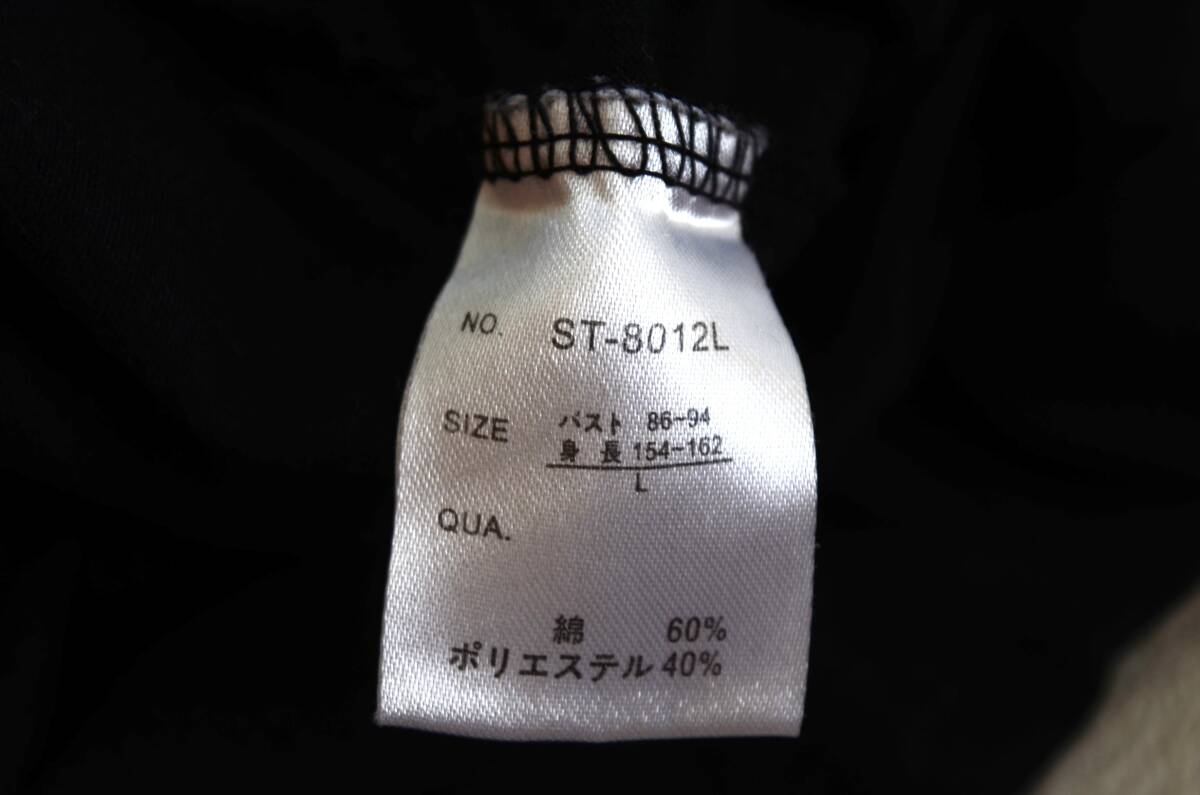 NO. ST-8012L
SIZE バスト 86-94
身長 154-162
L
QUA.
綿 60%
ポリエステル 40%